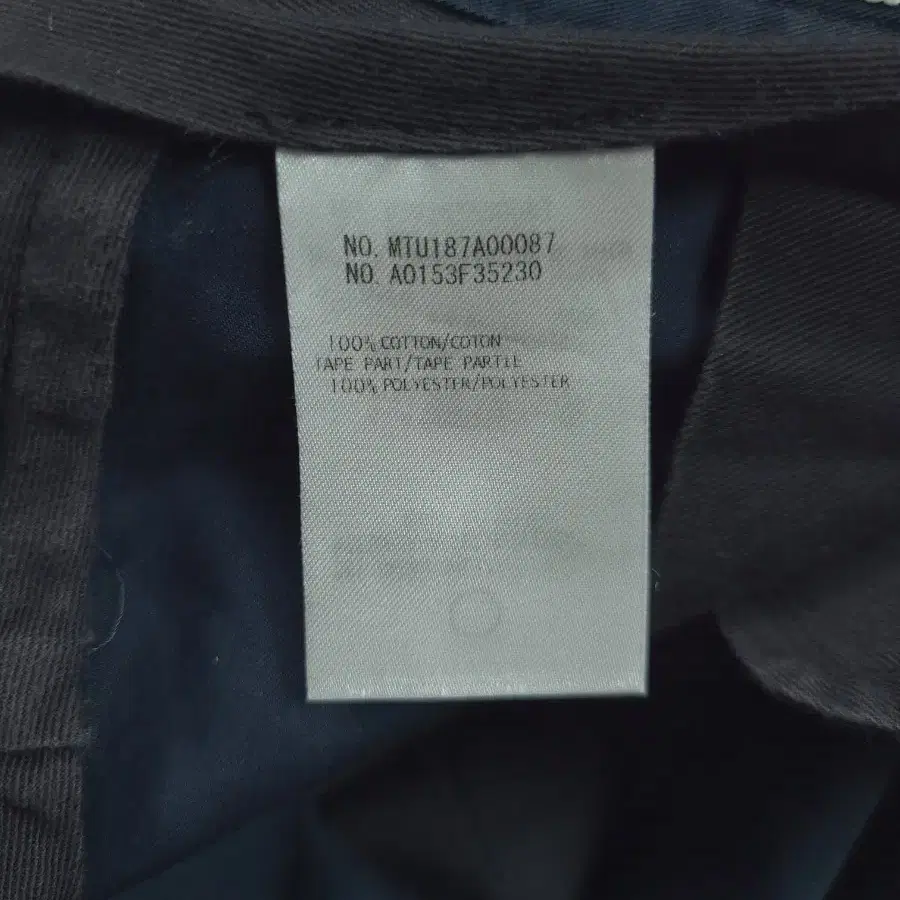 NO. MTU187A00087
NO. A0153F35230
100% COTTON/COTON
TAPE PART/TAPE PARTIE
100% POLYESTER/POLYESTER